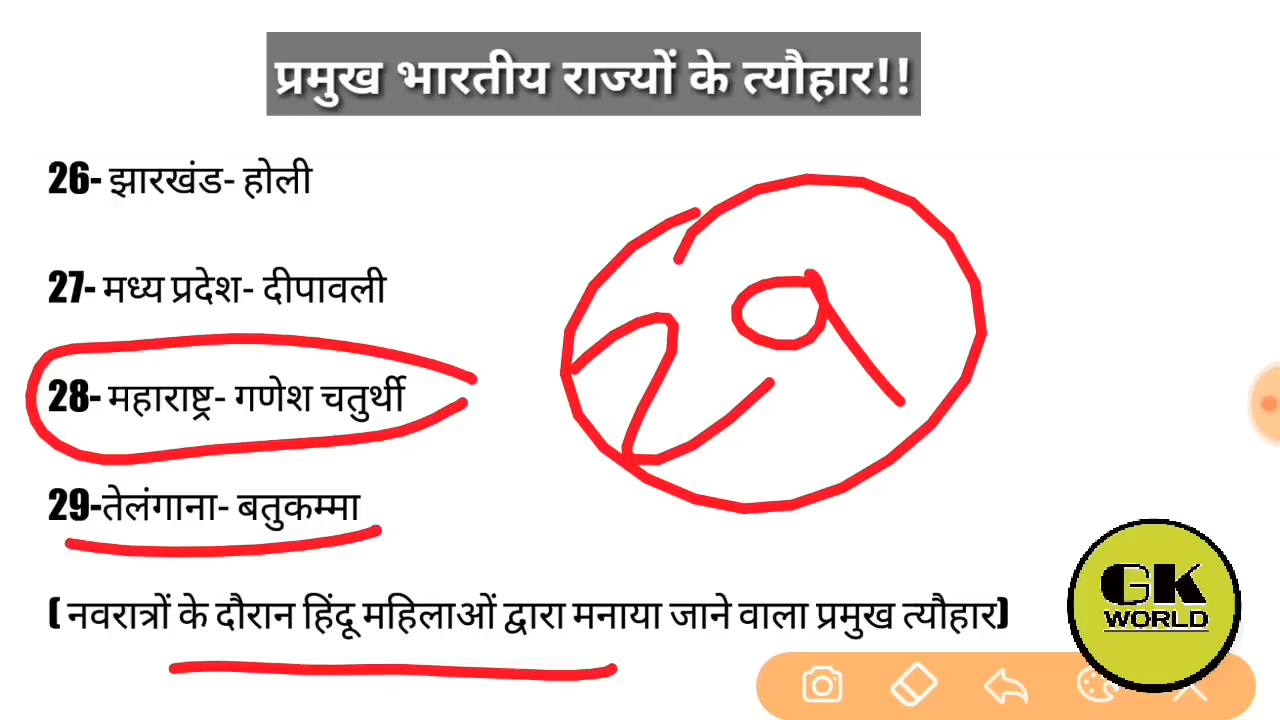 प्रमुख भारतीय राज्यों के त्यौहार!!
26- झारखंड- होली
27- मध्य प्रदेश- दीपावली
28- महाराष्ट्र- गणेश चतुर्थी
29-तेलंगाना- बतुकम्मा
( नवरात्रों के दौरान हिंदू महिलाओं द्वारा मनाया जाने वाला प्रमुख त्यौहार)
29
GK
WORLD